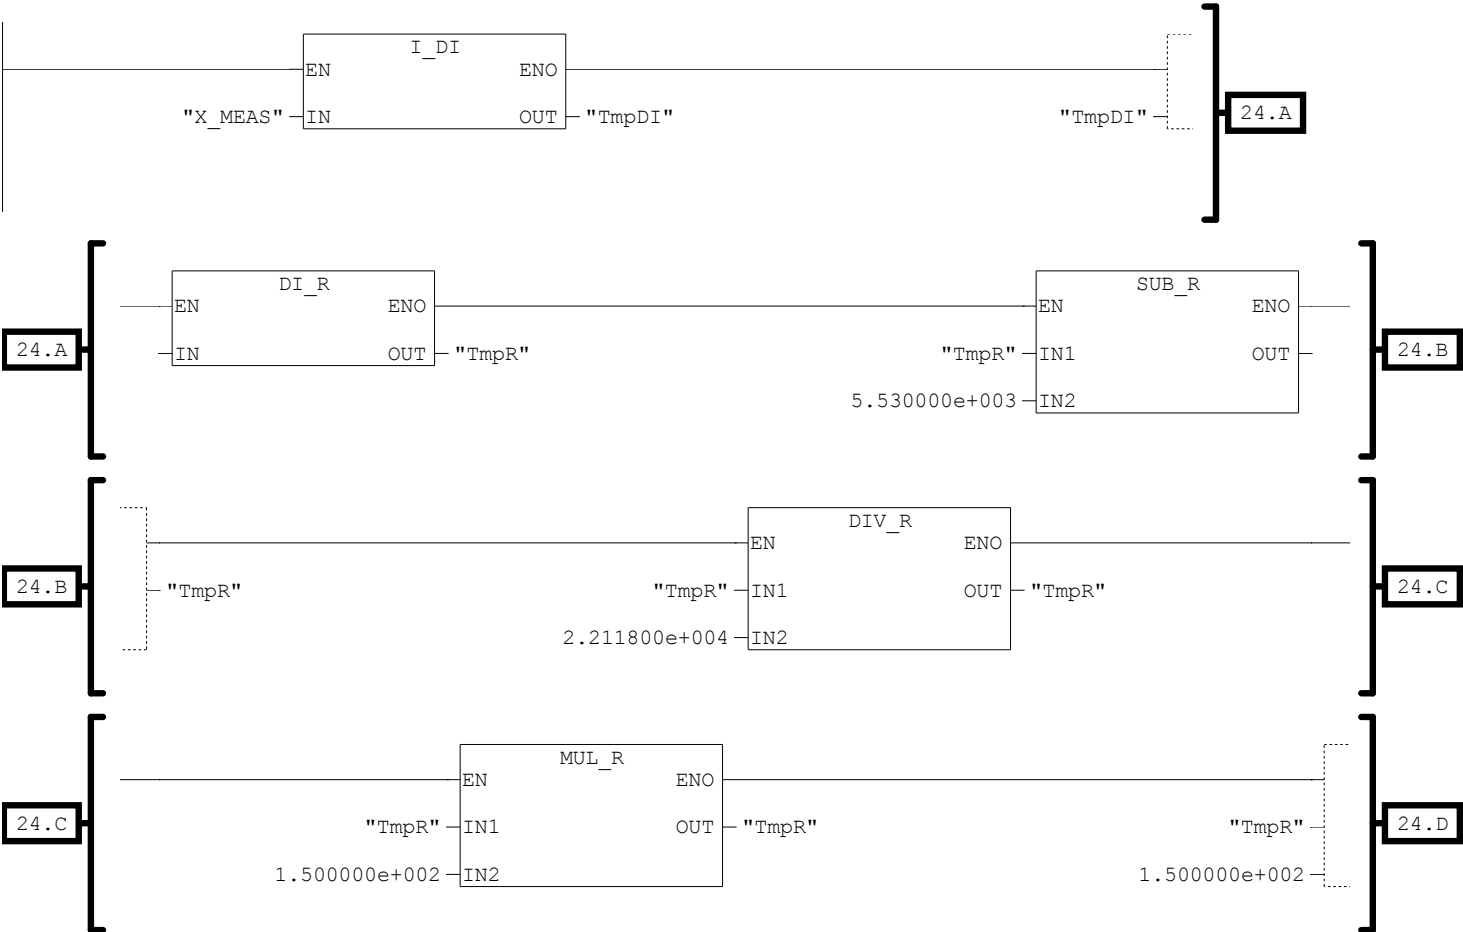 I_DI
EN ENO
"X_MEAS" IN OUT "TmpDI" "TmpDI" 24.A
DI_R SUB_R
EN ENO EN ENO
24.A IN OUT "TmpR" "TmpR" IN1 OUT 24.B
5.530000e+003 IN2
DIV_R
EN ENO
24.B "TmpR" "TmpR" IN1 OUT "TmpR" 24.C
2.211800e+004 IN2
MUL_R
EN ENO
24.C "TmpR" IN1 OUT "TmpR" "TmpR" 24.D
1.500000e+002 IN2 1.500000e+002